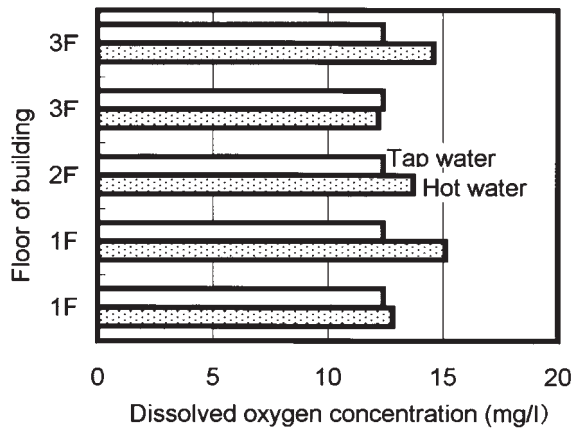 3F
3F
Tap water
2F
Hot water
1F
1F
Floor of building
0 5 10 15 20
Dissolved oxygen concentration (mg/l)